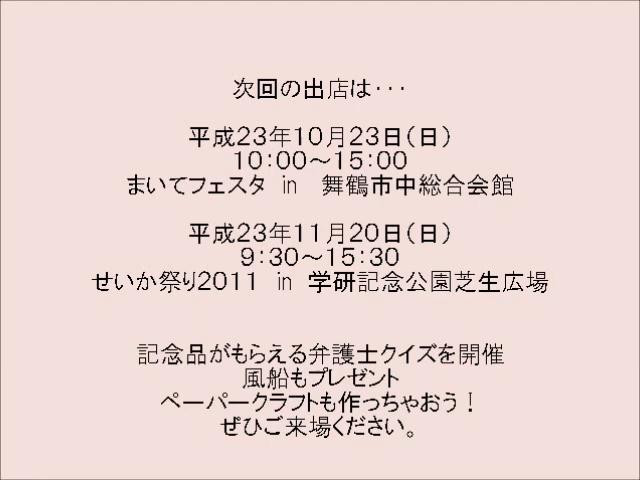 次回の出店は・・・
平成２３年１０月２３日（日）
１０：００～１５：００
まいてフェスタ in 舞鶴市中総合会館
平成２３年１１月２０日（日）
９：３０～１５：３０
せいか祭り２０１１ in 学研記念公園芝生広場
記念品がもらえる弁護士クイズを開催
風船もプレゼント
ペーパークラフトも作っちゃおう！
ぜひご来場ください。